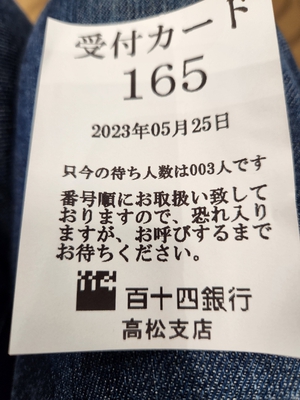 受付カード
165
2023年05月25日
只今の待ち人数は003人です
番号順にお取扱い致して
おりますので、恐れ入り
ますが、お呼びするまで
お待ちください。
114 百十四銀行
高松支店